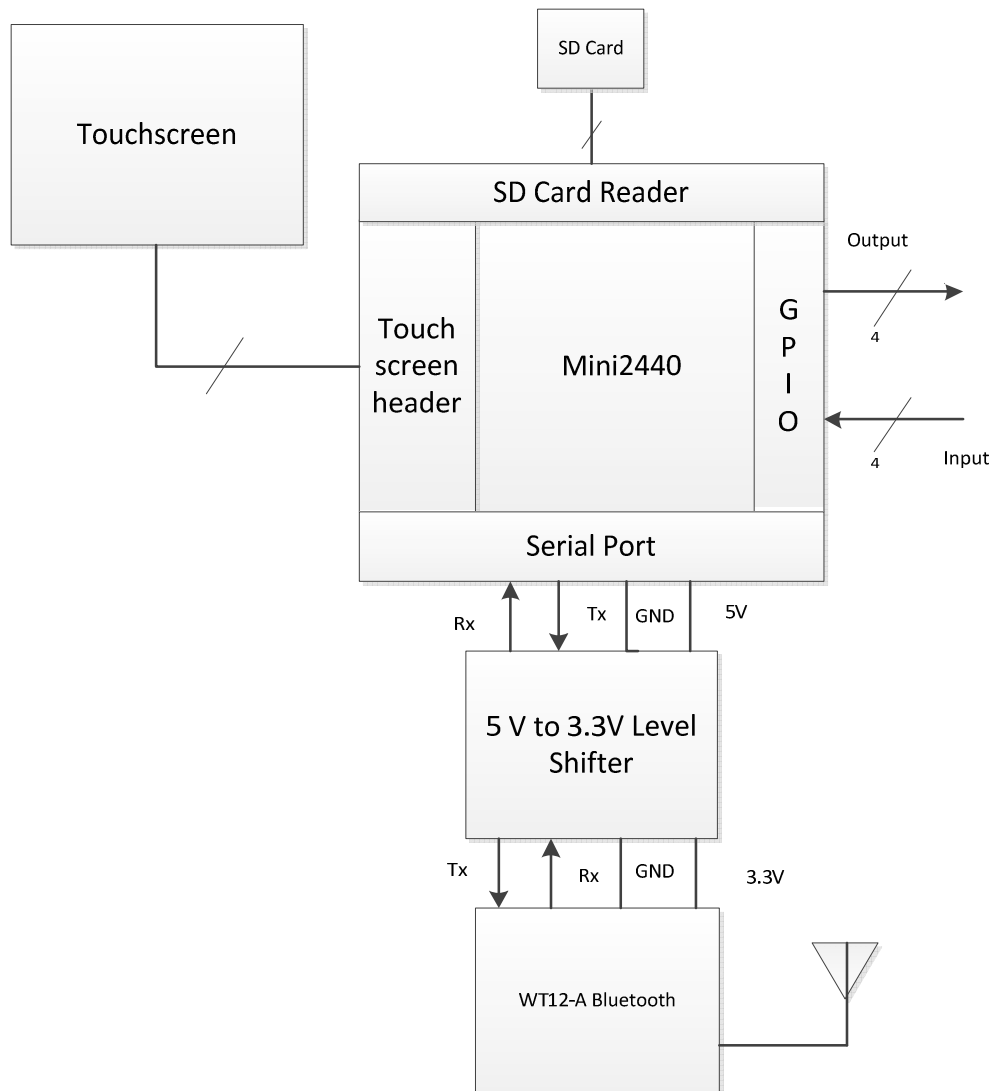 SD Card
Touchscreen
SD Card Reader
Output
4
Touch
screen
header
Mini2440
G
P
I
O
4
Input
Serial Port
Rx
Tx
GND
5V
5 V to 3.3V Level
Shifter
Tx
Rx
GND
3.3V
WT12-A Bluetooth